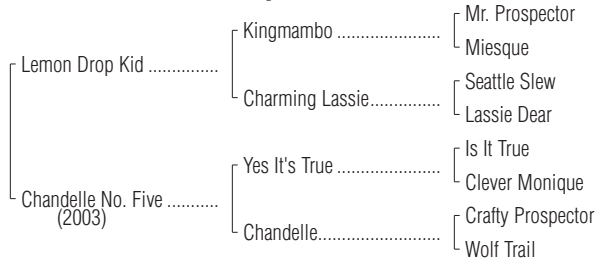 Mr. Prospector
Kingmambo ..................
Miesque
Lemon Drop Kid ...............
Seattle Slew
Charming Lassie...............
Lassie Dear
Is It True
Yes It's True ..................
Clever Monique
Chandelle No. Five ...........
(2003)
Crafty Prospector
Chandelle..........................
Wolf Trail